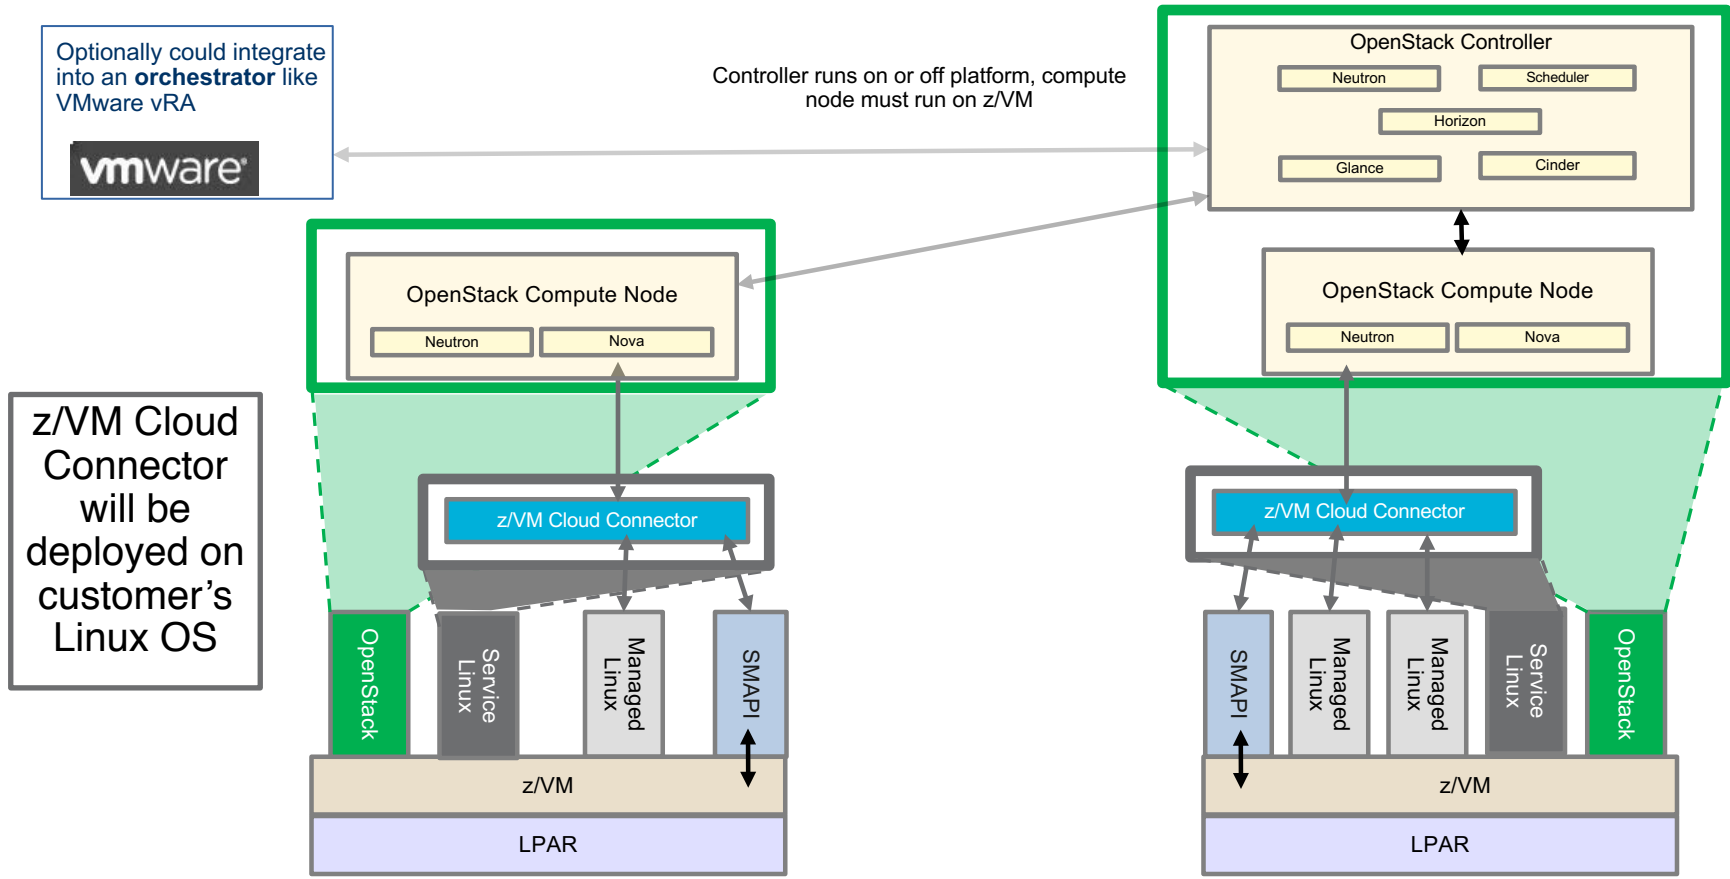 Optionally could integrate
into an orchestrator like
VMware vRA
vmware®
Controller runs on or off platform, compute
node must run on z/VM
OpenStack Controller
Neutron
Scheduler
Horizon
Glance
Cinder
OpenStack Compute Node
Neutron
Nova
OpenStack Compute Node
Neutron
Nova
z/VM Cloud
Connector
will be
deployed on
customer’s
Linux OS
z/VM Cloud Connector
z/VM Cloud Connector
OpenStack
Service
Linux
Managed
Linux
SMAPI
z/VM
LPAR
SMAPI
Managed
Linux
Managed
Linux
Service
Linux
OpenStack
z/VM
LPAR